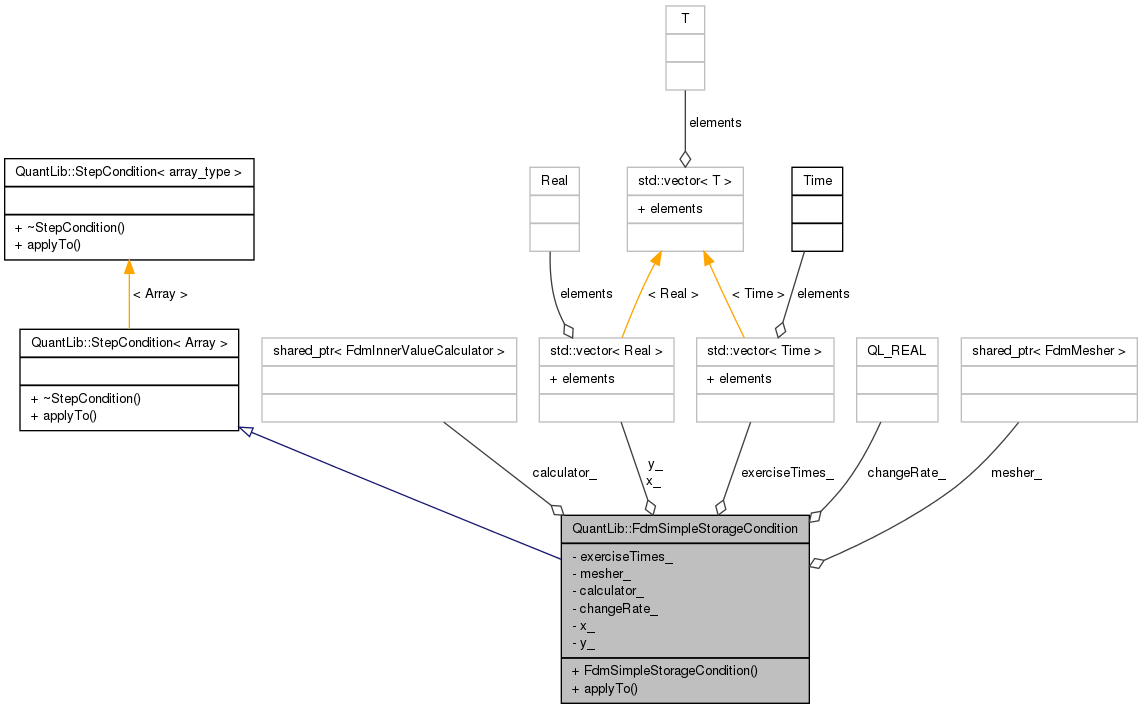 T
elements
QuantLib::StepCondition< array_type >
+ ~StepCondition()
+ applyTo()
Real
std::vector< T >
+ elements
Time
< Array >
elements
< Real >
< Time >
elements
QuantLib::StepCondition< Array >
+ ~StepCondition()
+ applyTo()
shared_ptr< FdmInnerValueCalculator >
std::vector< Real >
+ elements
std::vector< Time >
+ elements
QL_REAL
shared_ptr< FdmMesher >
calculator_
y_
x_
exerciseTimes_
changeRate_
mesher_
QuantLib::FdmSimpleStorageCondition
- exerciseTimes_
- mesher_
- calculator_
- changeRate_
- x_
- y_
+ FdmSimpleStorageCondition()
+ applyTo()